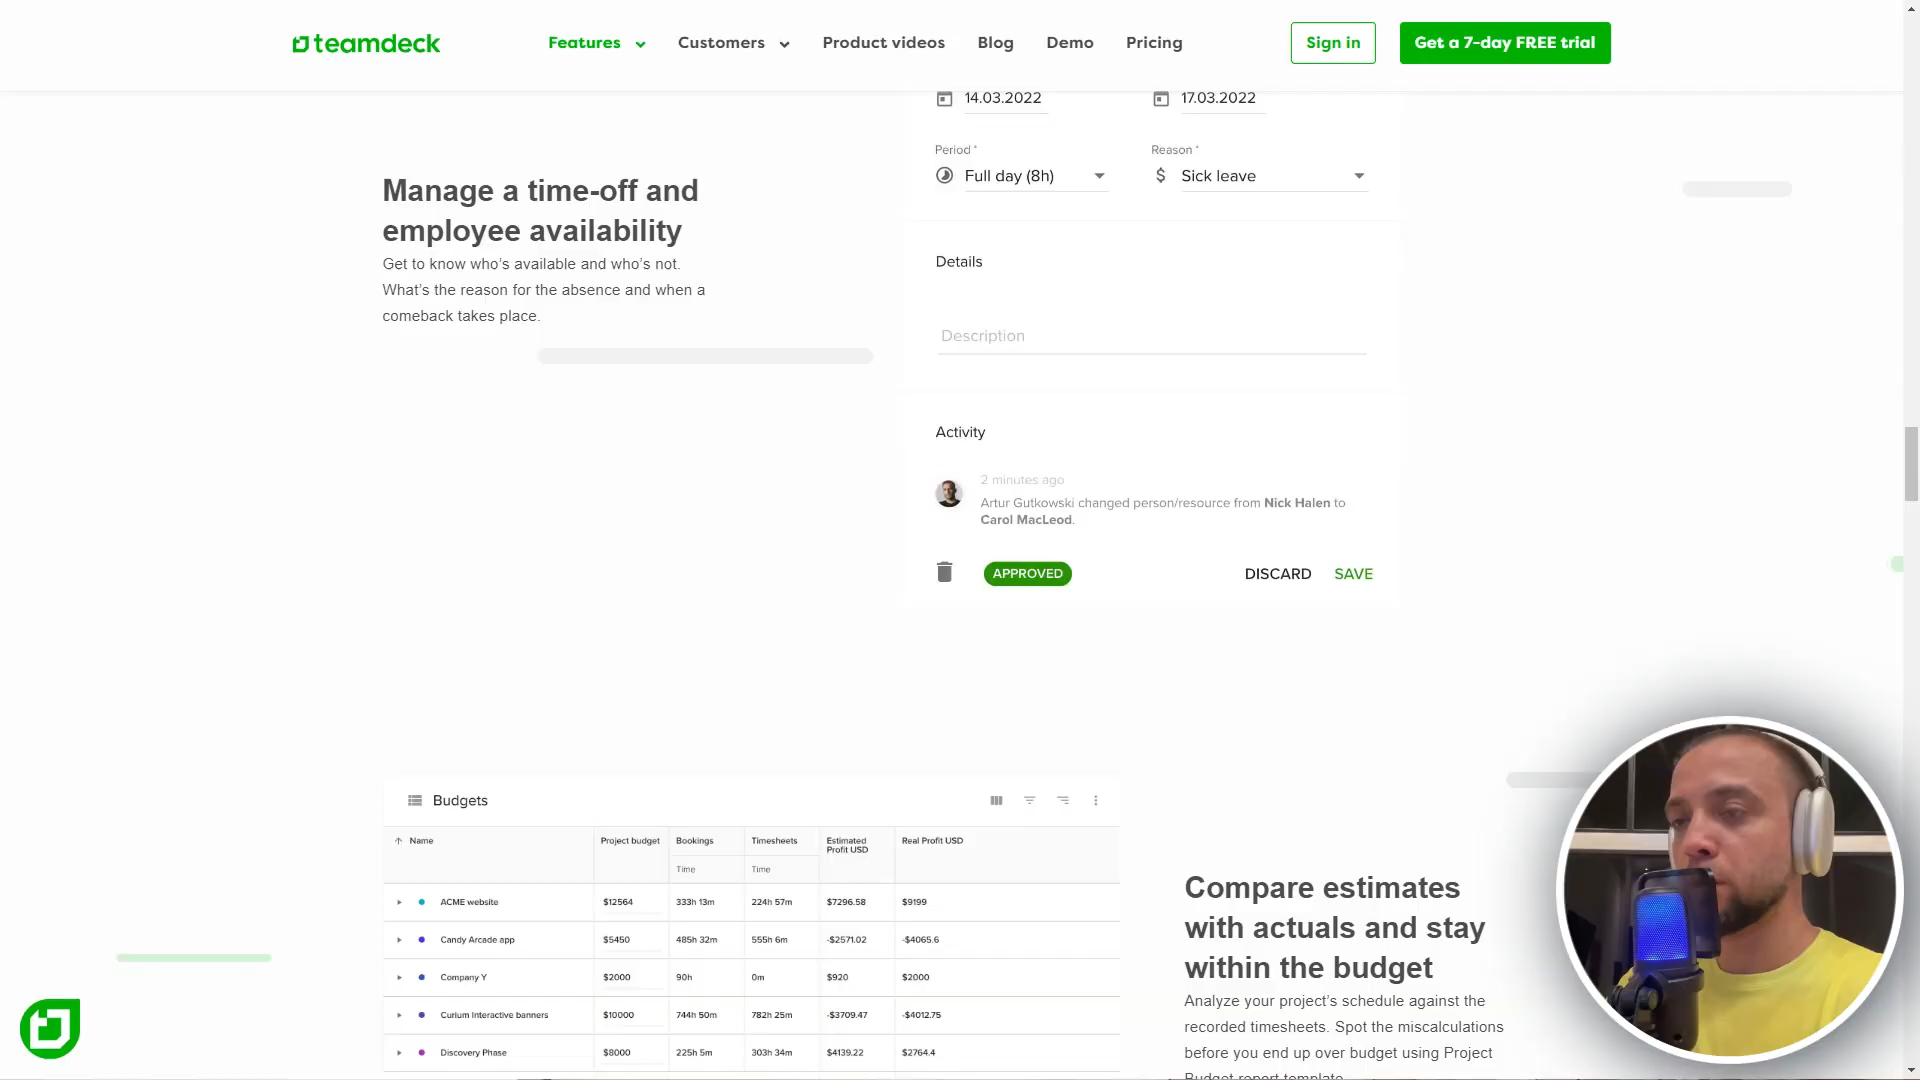 teamdeck
Features
Customers
Product videos
Blog
Demo
Pricing
Sign in
Get a 7-day FREE trial
14.03.2022
17.03.2022
Period *
Reason *
Full day (8h)
Sick leave
Manage a time-off and
employee availability
Get to know who's available and who's not.
What's the reason for the absence and when a
comeback takes place.
Details
Description
Activity
2 minutes ago
Artur Gutkowski changed person/resource from Nick Halen to
Carol MacLeod.
APPROVED
DISCARD
SAVE
Budgets
Name
Project budget
Bookings
Timesheets
Estimated
Profit USD
Real Profit USD
Time
Time
ACME website $12564 333h 13m 224h 57m $7296.58 $9199
Candy Arcade app $5450 485h 32m 555h 6m -$2571.02 -$4065.6
Company Y $2000 90h 0m $920 $2000
Curium Interactive banners $10000 744h 50m 782h 25m -$3709.47 -$4012.75
Discovery Phase $8000 225h 5m 303h 34m $4139.22 $2764.4
Compare estimates
with actuals and stay
within the budget
Analyze your project's schedule against the
recorded timesheets. Spot the miscalculations
before you end up over budget using Project
Budget report template.